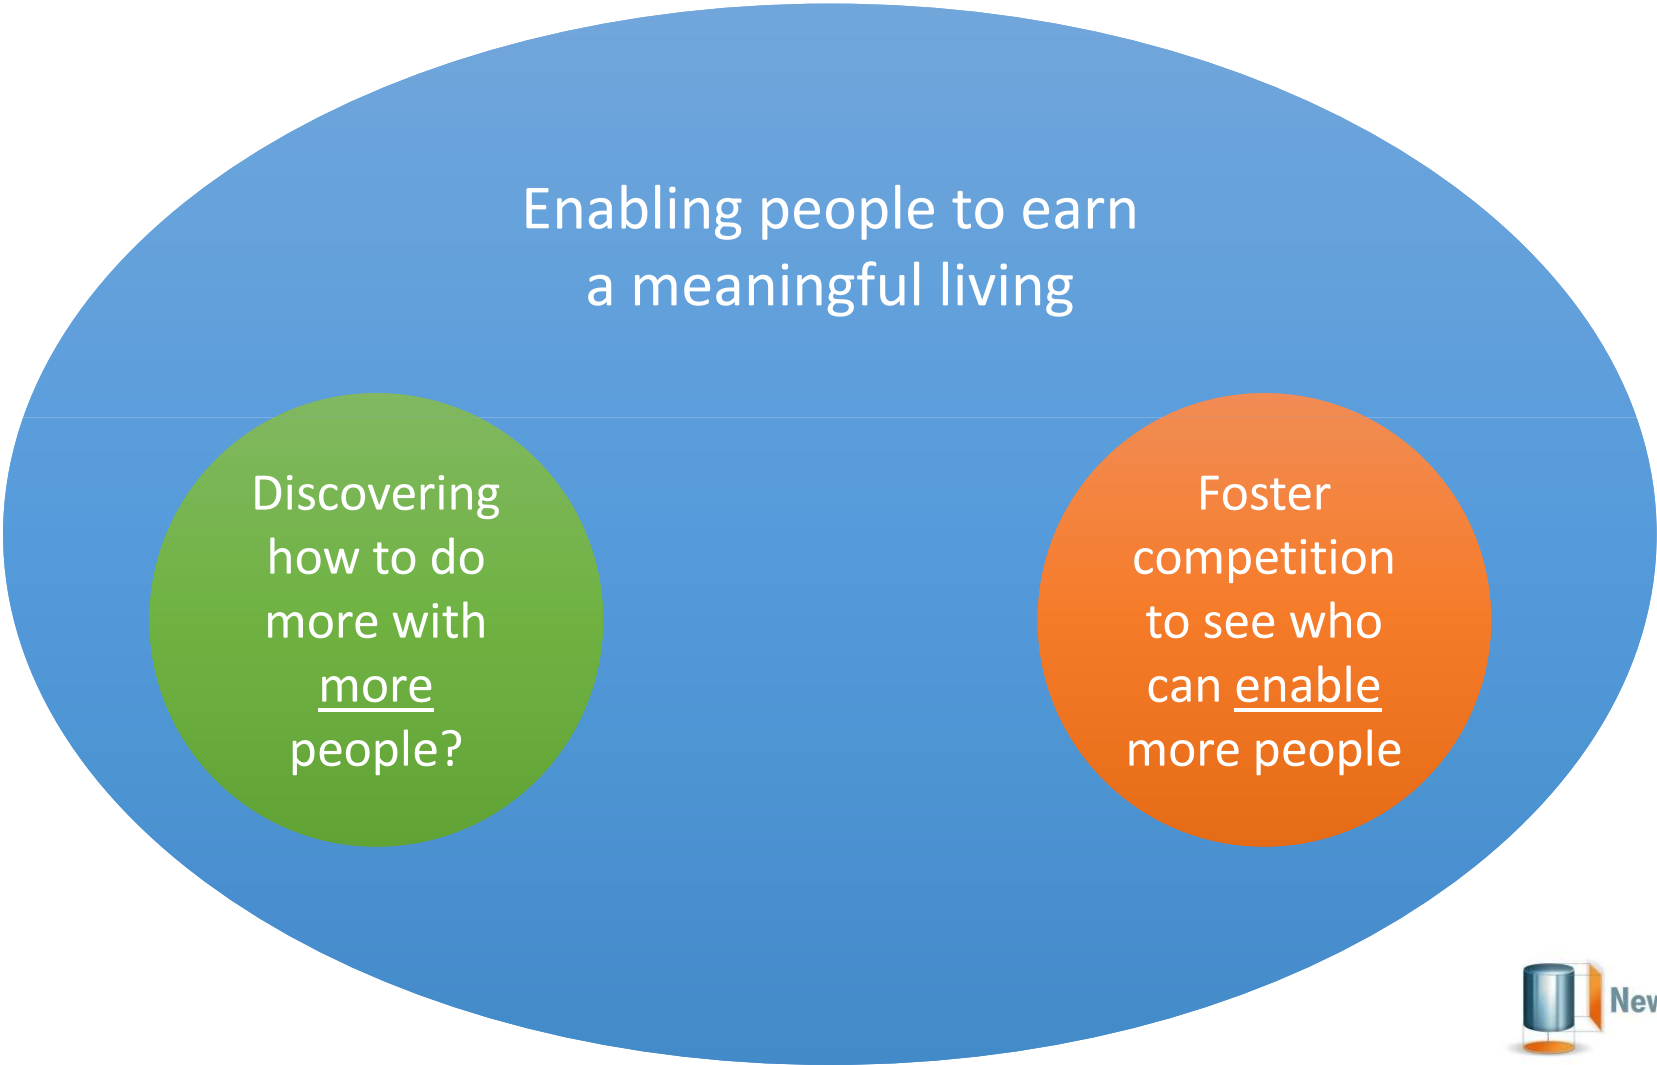 Enabling people to earn
a meaningful living
Discovering
how to do
more with
more
people?
Foster
competition
to see who
can enable
more people